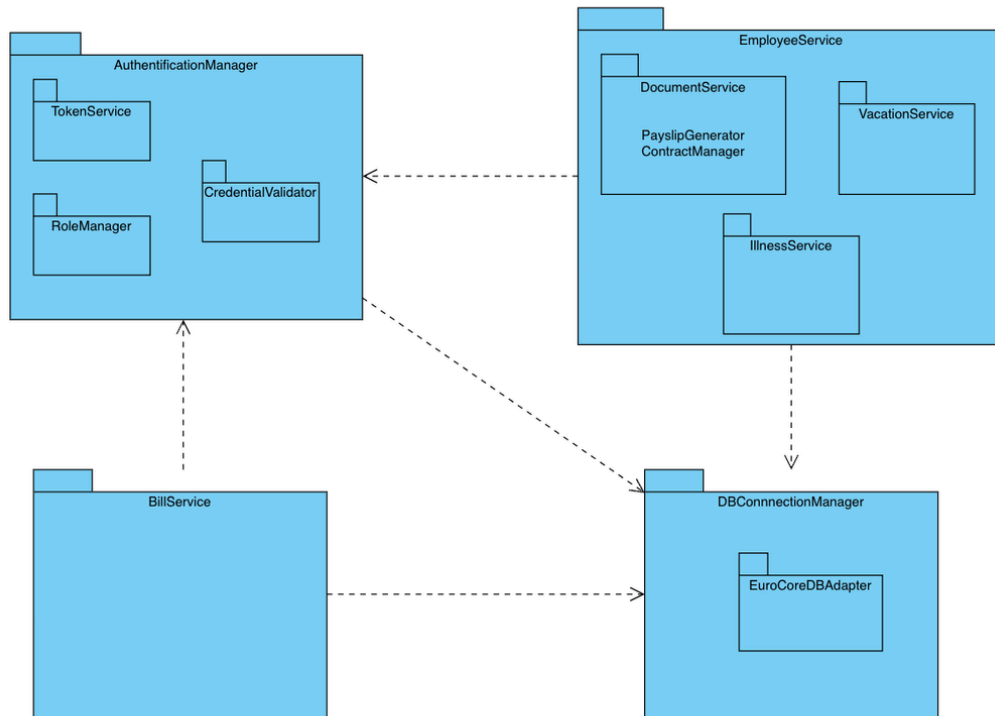 AuthentificationManager
TokenService
CredentialValidator
RoleManager
EmployeeService
DocumentService
PayslipGenerator
ContractManager
VacationService
IllnessService
BillService
DBConnnectionManager
EuroCoreDBAdapter